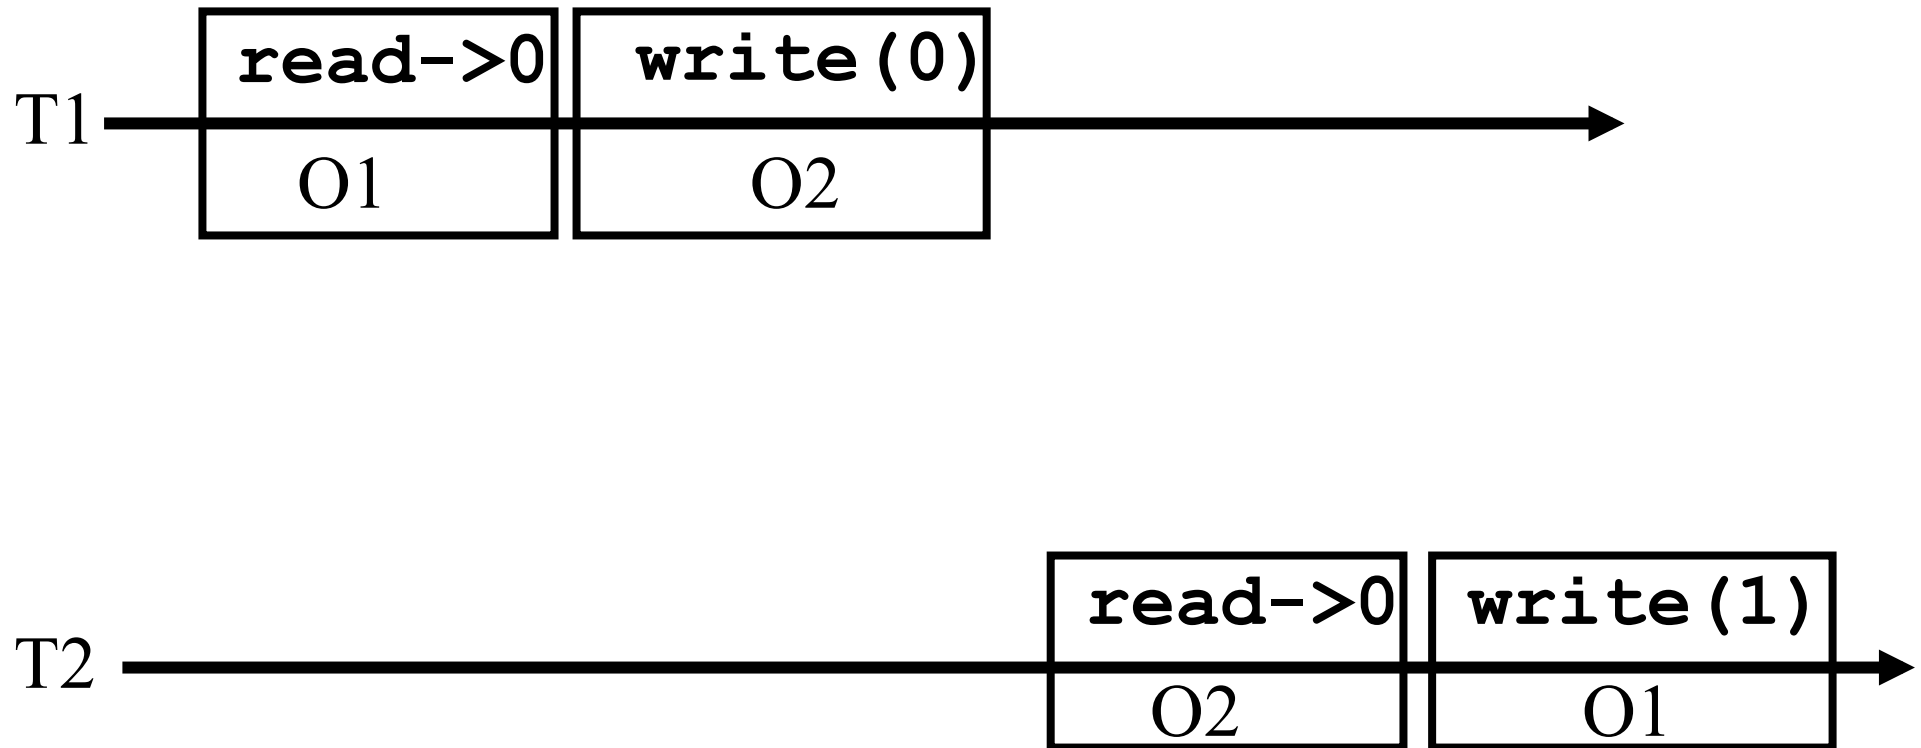 read->0 write(0)
T1
O1 O2
read->0 write(1)
T2
O2 O1